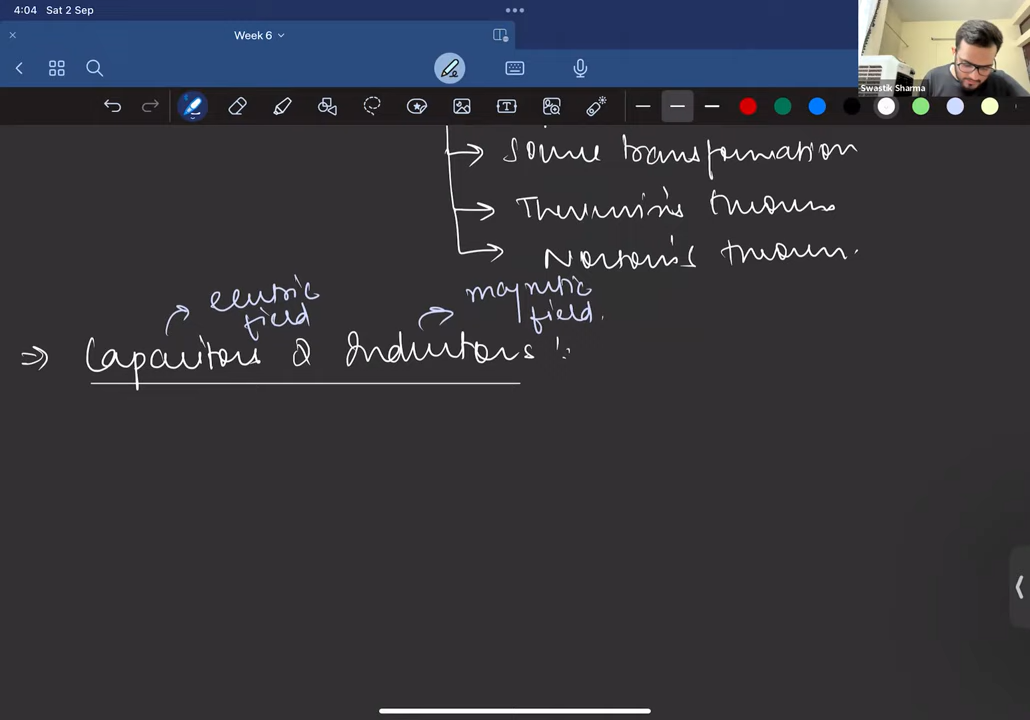 4:04 Sat 2 Sep
Week 6
Swastik Sharma
T
→ Source transformation
→ Thevenin's theorem
→ Norton's theorem.
electric field
magnetic field.
⇒ Capacitors & Inductors :